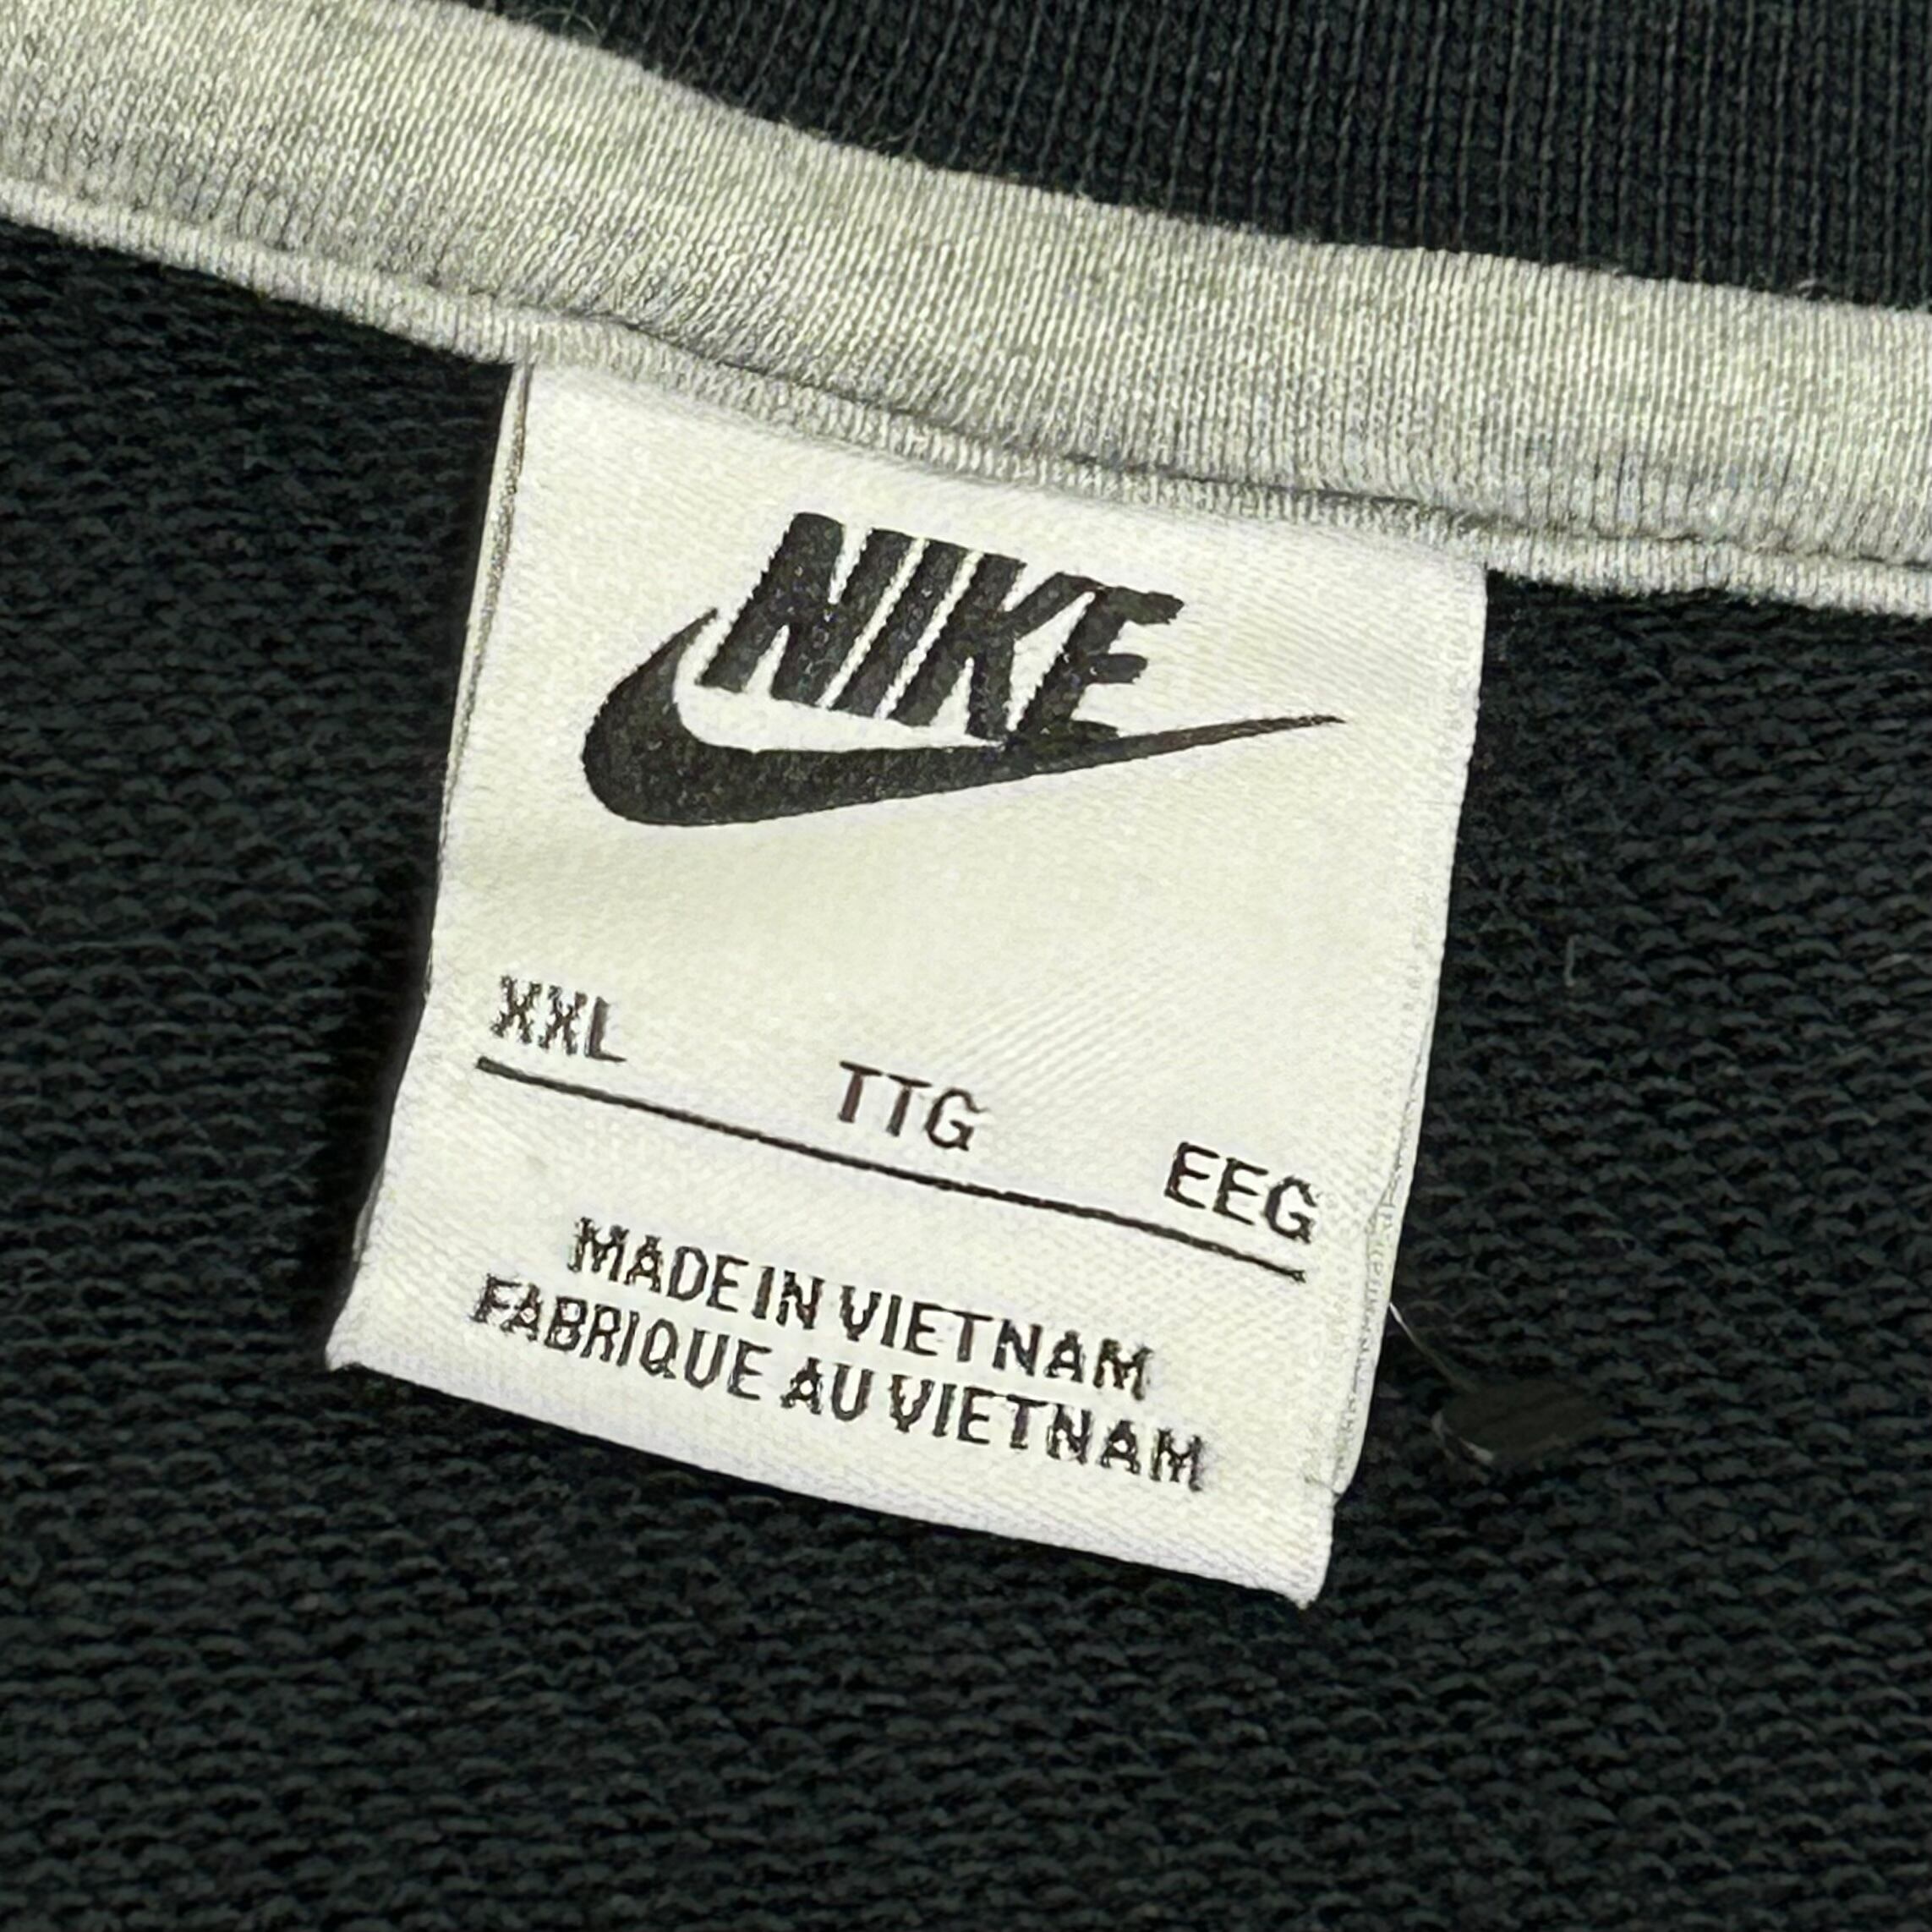 NIKE
XXL TTG EEG
MADE IN VIETNAM
FABRIQUE AU VIETNAM